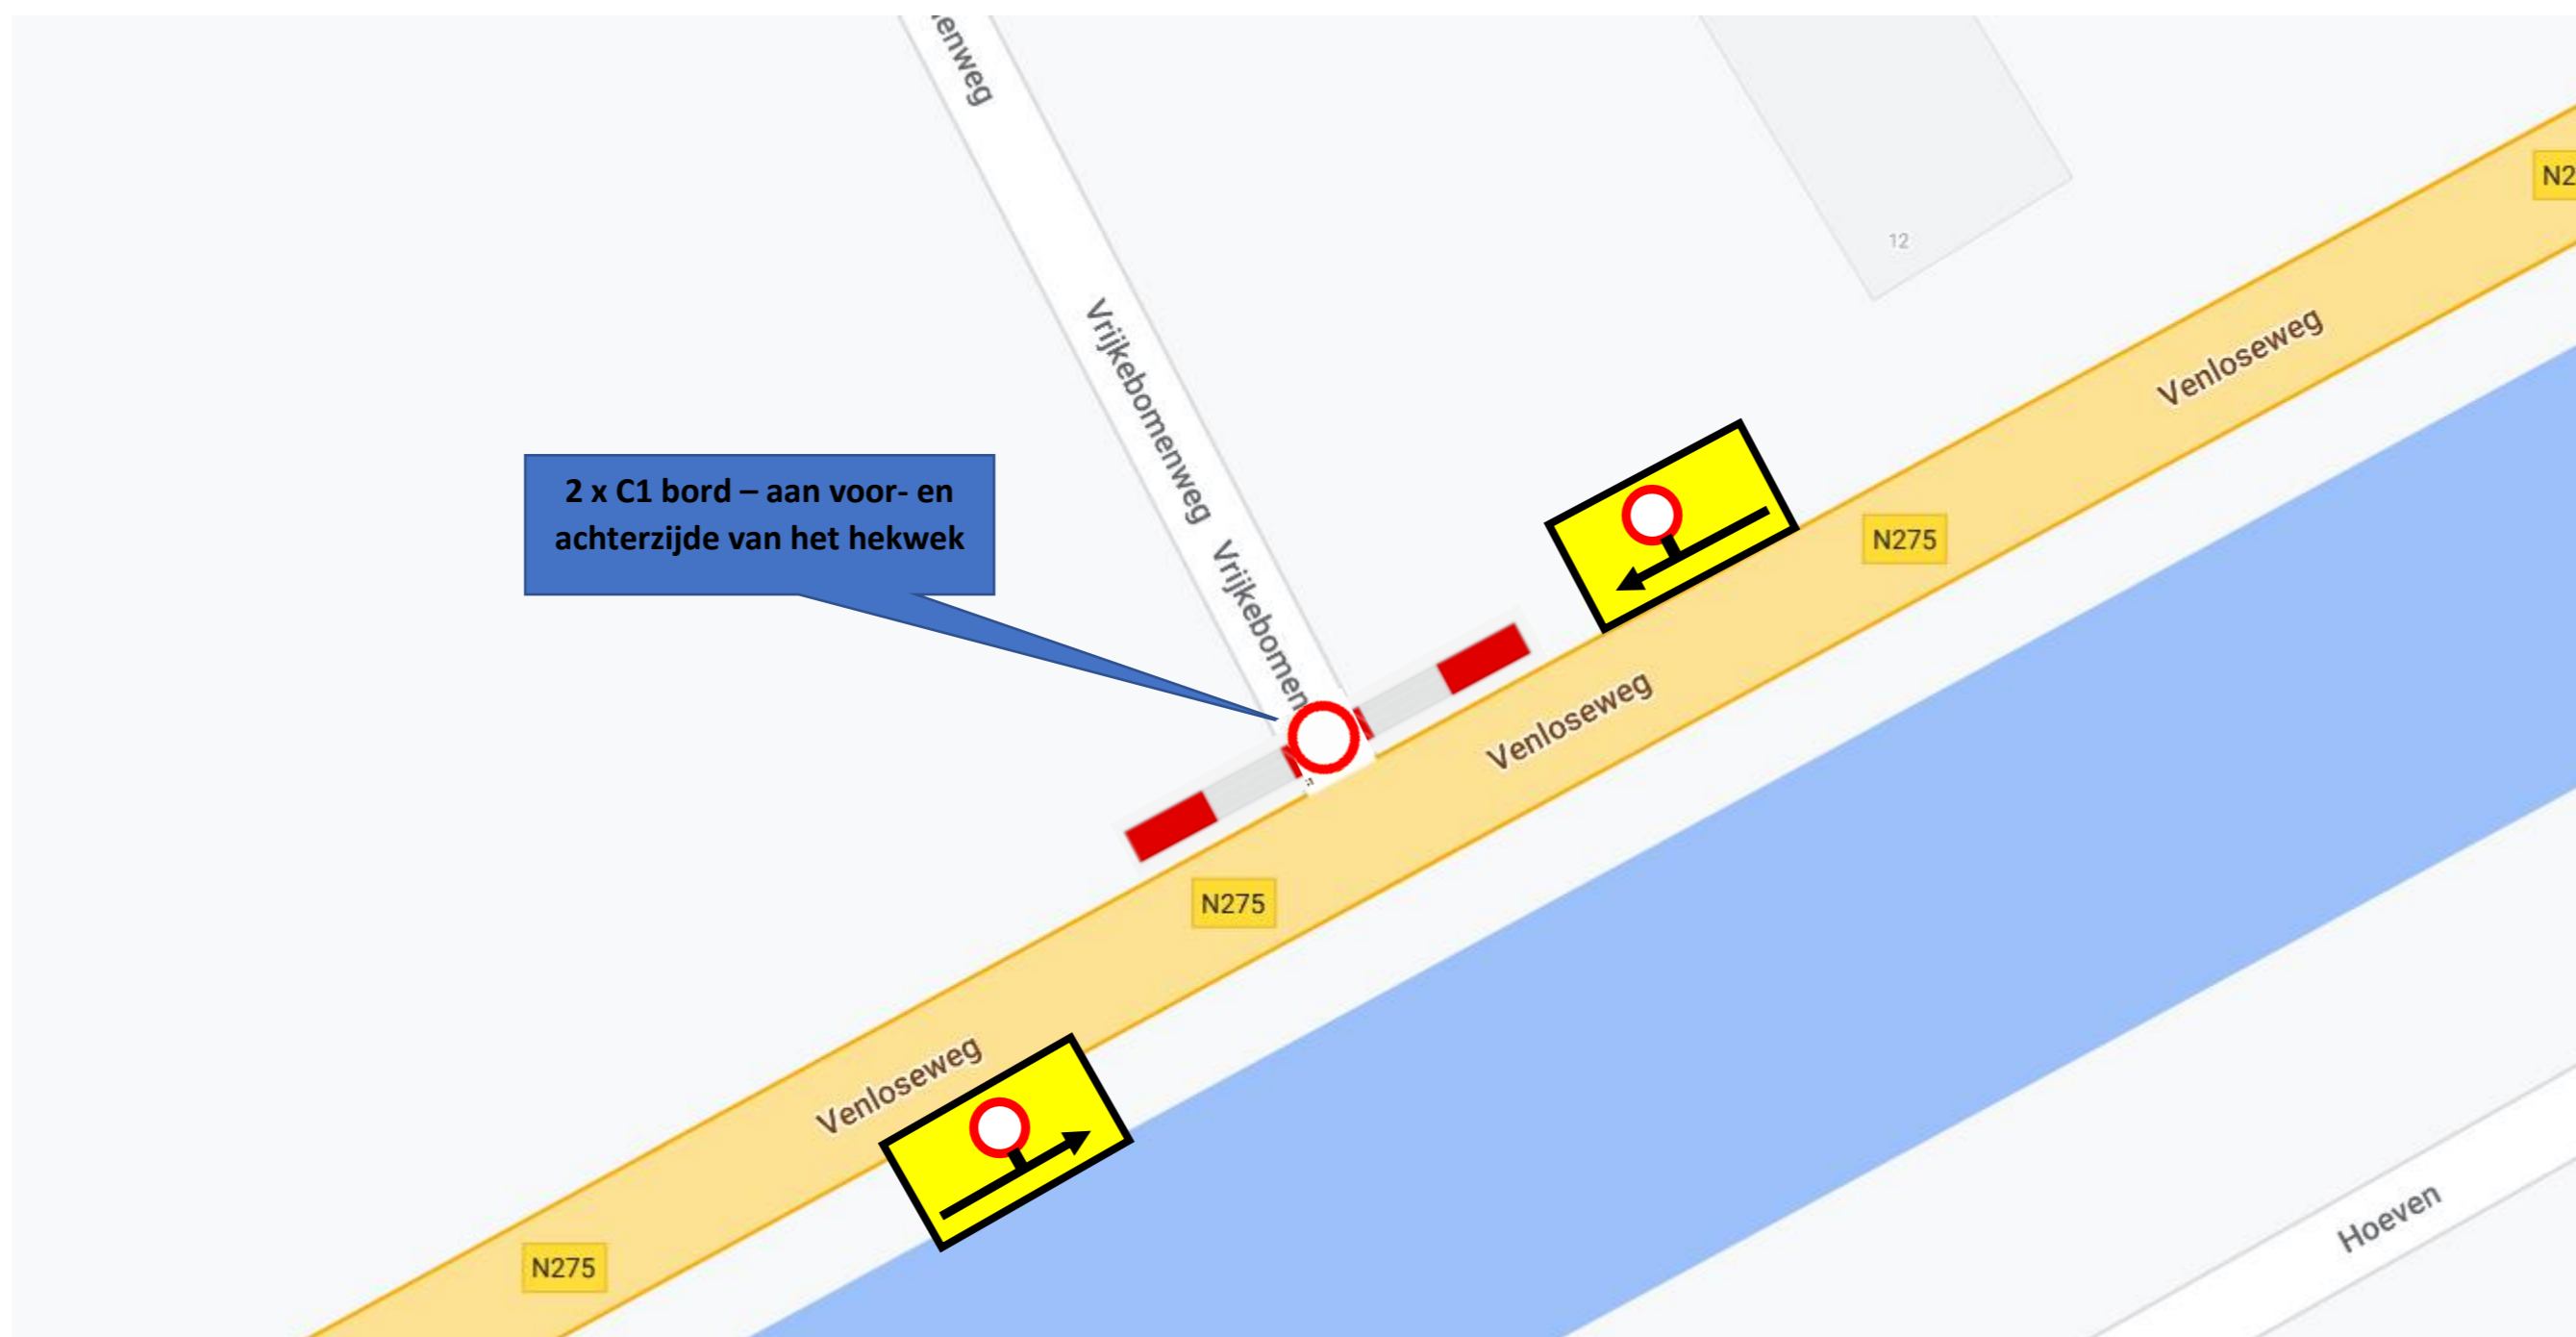 enweg
N2
12
Vrijkebomenweg
Venloseweg
2 x C1 bord – aan voor- en
achterzijde van het hekwek
N275
Vrijkebomen
Venloseweg
N275
Venloseweg
Hoeven
N275